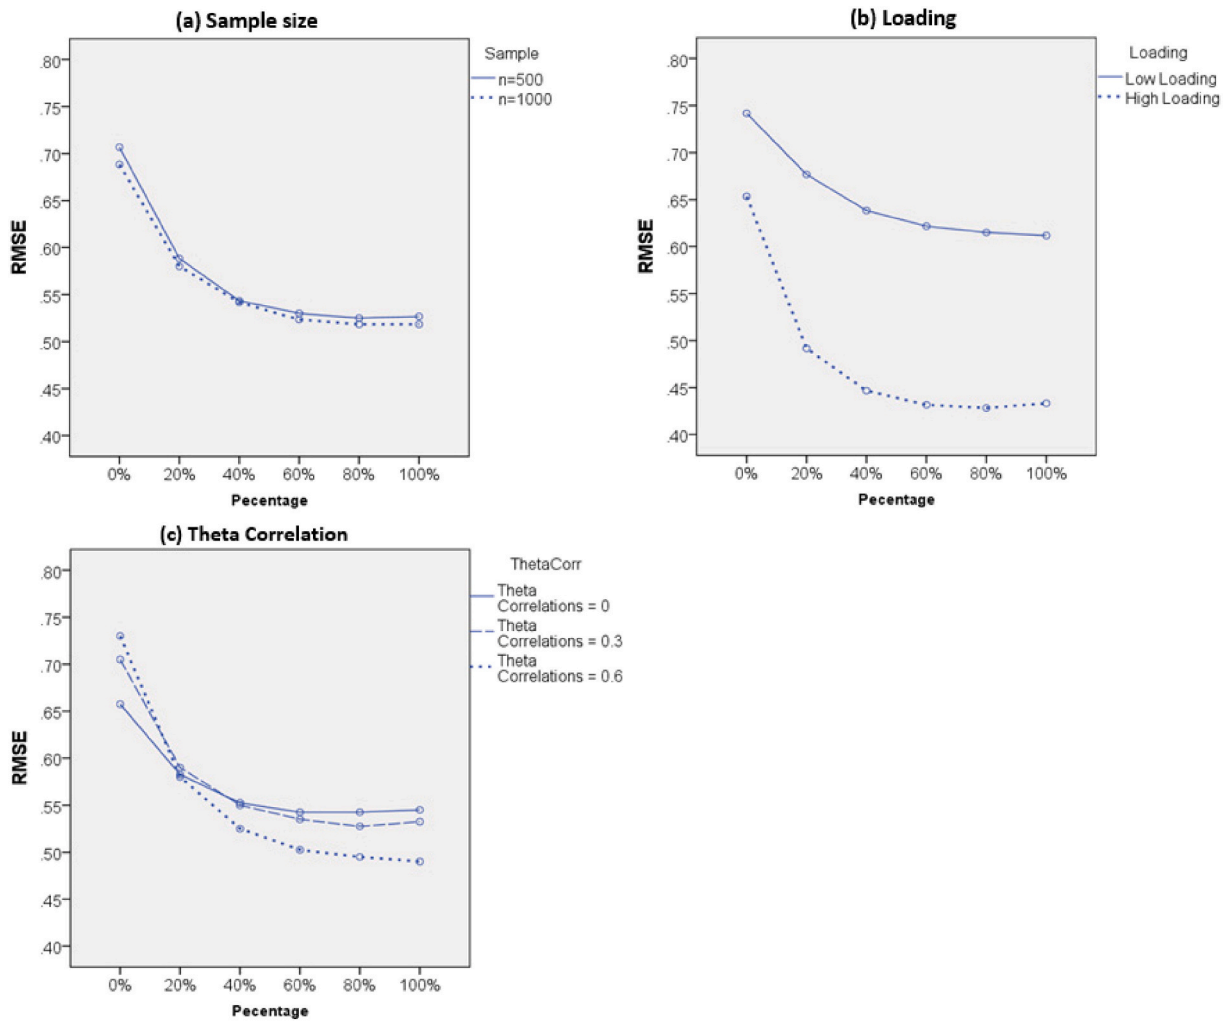 (a) Sample size
Sample
n=500
n=1000
.80
.75
.70
.65
.60
.55
.50
.45
.40
RMSE
0% 20% 40% 60% 80% 100%
Pecentage
(b) Loading
Loading
Low Loading
High Loading
.80
.75
.70
.65
.60
.55
.50
.45
.40
RMSE
0% 20% 40% 60% 80% 100%
Pecentage
(c) Theta Correlation
ThetaCorr
Theta
Correlations = 0
Theta
Correlations = 0.3
Theta
Correlations = 0.6
.80
.75
.70
.65
.60
.55
.50
.45
.40
RMSE
0% 20% 40% 60% 80% 100%
Pecentage